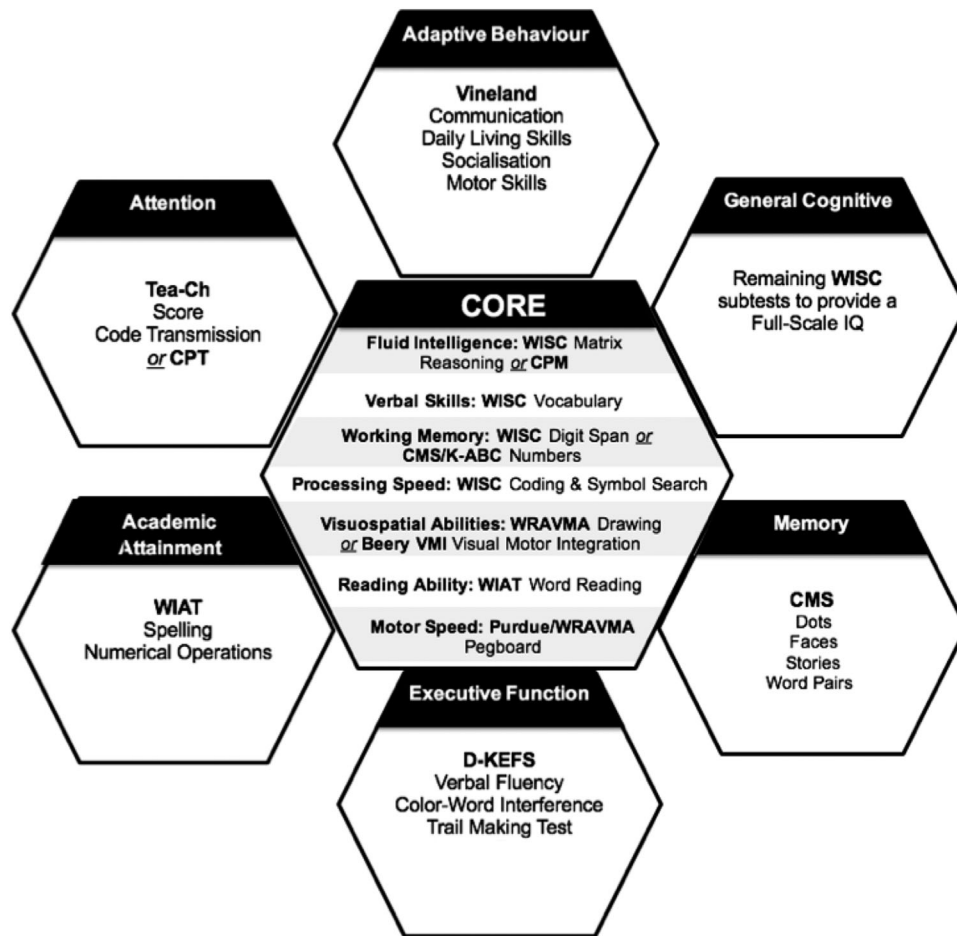 Adaptive Behaviour
Vineland
Communication
Daily Living Skills
Socialisation
Motor Skills
Attention
Tea-Ch
Score
Code Transmission
or CPT
General Cognitive
Remaining WISC
subtests to provide a
Full-Scale IQ
CORE
Fluid Intelligence: WISC Matrix
Reasoning or CPM
Verbal Skills: WISC Vocabulary
Working Memory: WISC Digit Span or
CMS/K-ABC Numbers
Processing Speed: WISC Coding & Symbol Search
Visuospatial Abilities: WRAVMA Drawing
or Beery VMI Visual Motor Integration
Reading Ability: WIAT Word Reading
Motor Speed: Purdue/WRAVMA
Pegboard
Academic
Attainment
WIAT
Spelling
Numerical Operations
Memory
CMS
Dots
Faces
Stories
Word Pairs
Executive Function
D-KEFS
Verbal Fluency
Color-Word Interference
Trail Making Test